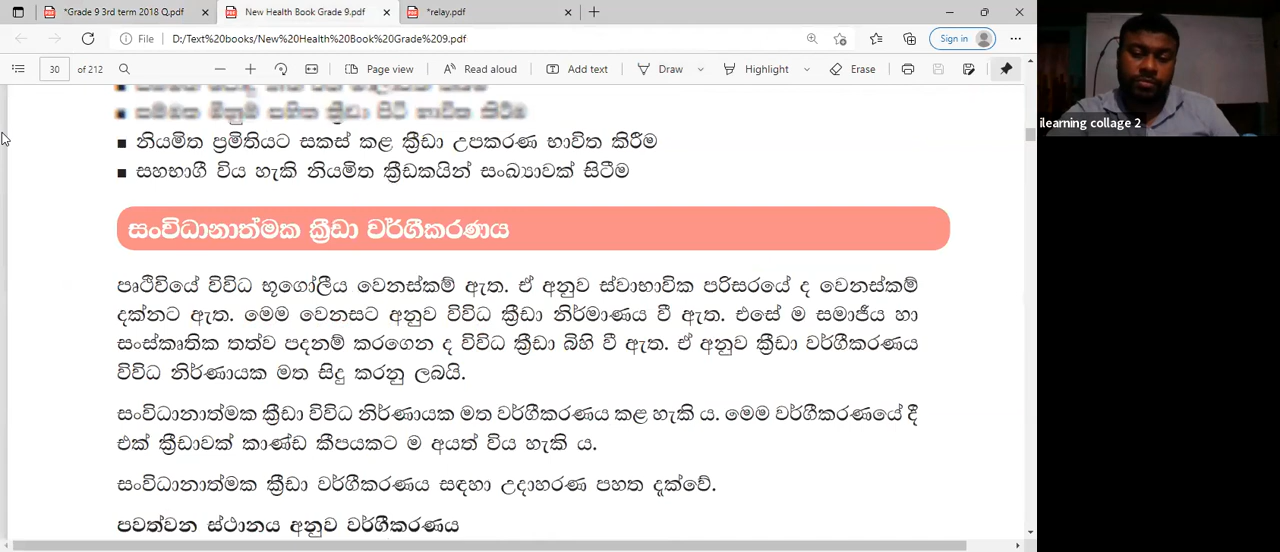 *Grade 9 3rd term 2018 Q.pdf
New Health Book Grade 9.pdf
*relay.pdf
File
D:/Text%20books/New%20Health%20Book%20Grade%209.pdf
Sign in
30 of 212
Page view
Read aloud
Add text
Draw
Highlight
Erase
ilearning collage 2
■ නියමිත ප්‍රමිතියට සකස් කළ ක්‍රීඩා උපකරණ භාවිත කිරීම
■ සහභාගී විය හැකි නියමිත ක්‍රීඩකයින් සංඛ්‍යාවක් සිටීම
සංවිධානාත්මක ක්‍රීඩා වර්ගීකරණය
පෘථිවියේ විවිධ භූගෝලීය වෙනස්කම් ඇත. ඒ අනුව ස්වාභාවික පරිසරයේ ද වෙනස්කම්
දක්නට ඇත. මෙම වෙනසට අනුව විවිධ ක්‍රීඩා නිර්මාණය වී ඇත. එසේ ම සමාජීය හා
සංස්කෘතික තත්ව පදනම් කරගෙන ද විවිධ ක්‍රීඩා බිහි වී ඇත. ඒ අනුව ක්‍රීඩා වර්ගීකරණය
විවිධ නිර්ණායක මත සිදු කරනු ලබයි.
සංවිධානාත්මක ක්‍රීඩා විවිධ නිර්ණායක මත වර්ගීකරණය කළ හැකි ය. මෙම වර්ගීකරණයේ දී
එක් ක්‍රීඩාවක් කාණ්ඩ කීපයකට ම අයත් විය හැකි ය.
සංවිධානාත්මක ක්‍රීඩා වර්ගීකරණය සඳහා උදාහරණ පහත දැක්වේ.
පවත්වන ස්ථානය අනුව වර්ගීකරණය